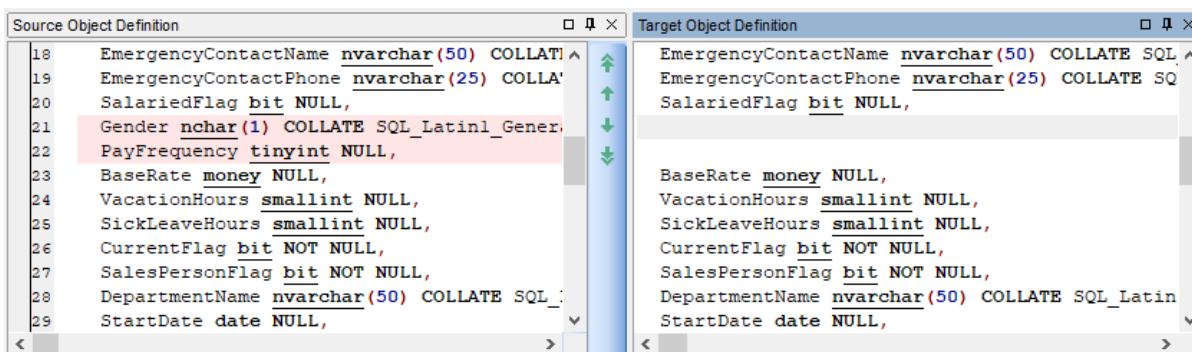 Source Object Definition
18 EmergencyContactName nvarchar(50) COLLATE
19 EmergencyContactPhone nvarchar(25) COLLA
20 SalariedFlag bit NULL,
21 Gender nchar(1) COLLATE SQL_Latin1_Gener
22 PayFrequency tinyint NULL,
23 BaseRate money NULL,
24 VacationHours smallint NULL,
25 SickLeaveHours smallint NULL,
26 CurrentFlag bit NOT NULL,
27 SalesPersonFlag bit NOT NULL,
28 DepartmentName nvarchar(50) COLLATE SQL_
29 StartDate date NULL,
Target Object Definition
EmergencyContactName nvarchar(50) COLLATE SQL_
EmergencyContactPhone nvarchar(25) COLLATE SQ
SalariedFlag bit NULL,
BaseRate money NULL,
VacationHours smallint NULL,
SickLeaveHours smallint NULL,
CurrentFlag bit NOT NULL,
SalesPersonFlag bit NOT NULL,
DepartmentName nvarchar(50) COLLATE SQL_Latin
StartDate date NULL,